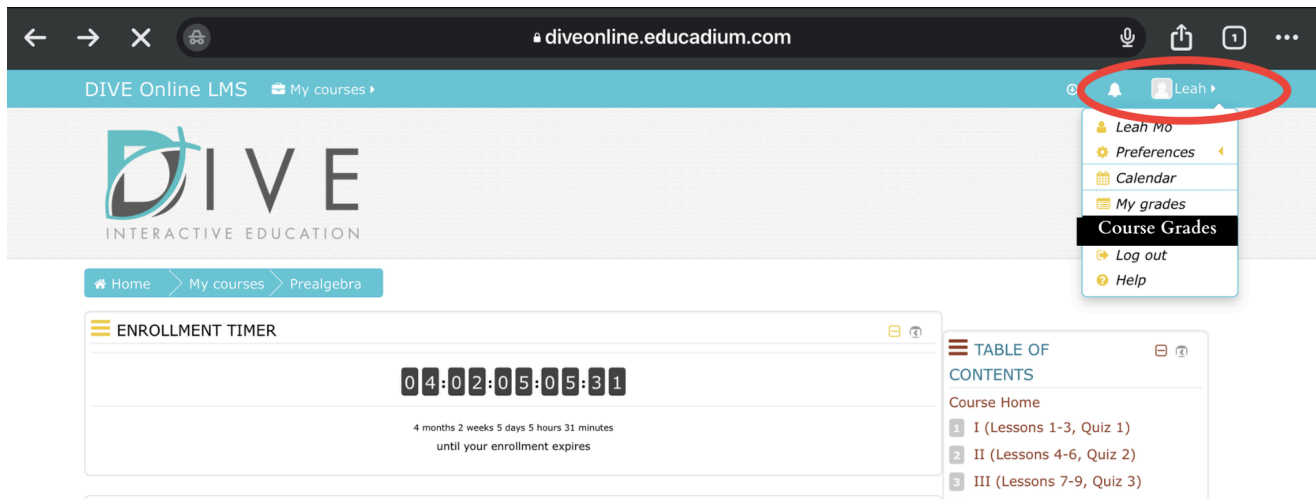 diveonline.educadium.com
1
DIVE Online LMS My courses
Leah
Leah Mo
Preferences
Calendar
My grades
Course Grades
Log out
Help
DIVE
INTERACTIVE EDUCATION
Home My courses Prealgebra
ENROLLMENT TIMER
04:02:05:05:31
4 months 2 weeks 5 days 5 hours 31 minutes
until your enrollment expires
TABLE OF
CONTENTS
Course Home
1 I (Lessons 1-3, Quiz 1)
2 II (Lessons 4-6, Quiz 2)
3 III (Lessons 7-9, Quiz 3)